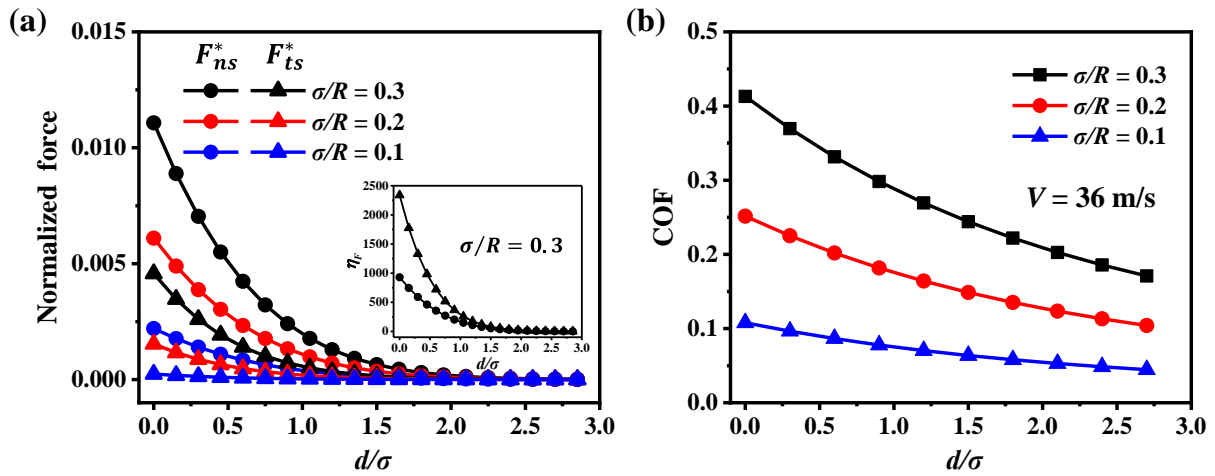 (a)
0.015
0.010
0.005
0.000
Normalized force
F*ns F*ts
σ/R = 0.3
σ/R = 0.2
σ/R = 0.1
2500
2000
1500
1000
500
0
ηF
σ/R = 0.3
0.0 0.5 1.0 1.5 2.0 2.5 3.0
d/σ
0.0 0.5 1.0 1.5 2.0 2.5 3.0
d/σ
(b)
0.5
0.4
0.3
0.2
0.1
0.0
COF
σ/R = 0.3
σ/R = 0.2
σ/R = 0.1
V = 36 m/s
0.0 0.5 1.0 1.5 2.0 2.5 3.0
d/σ